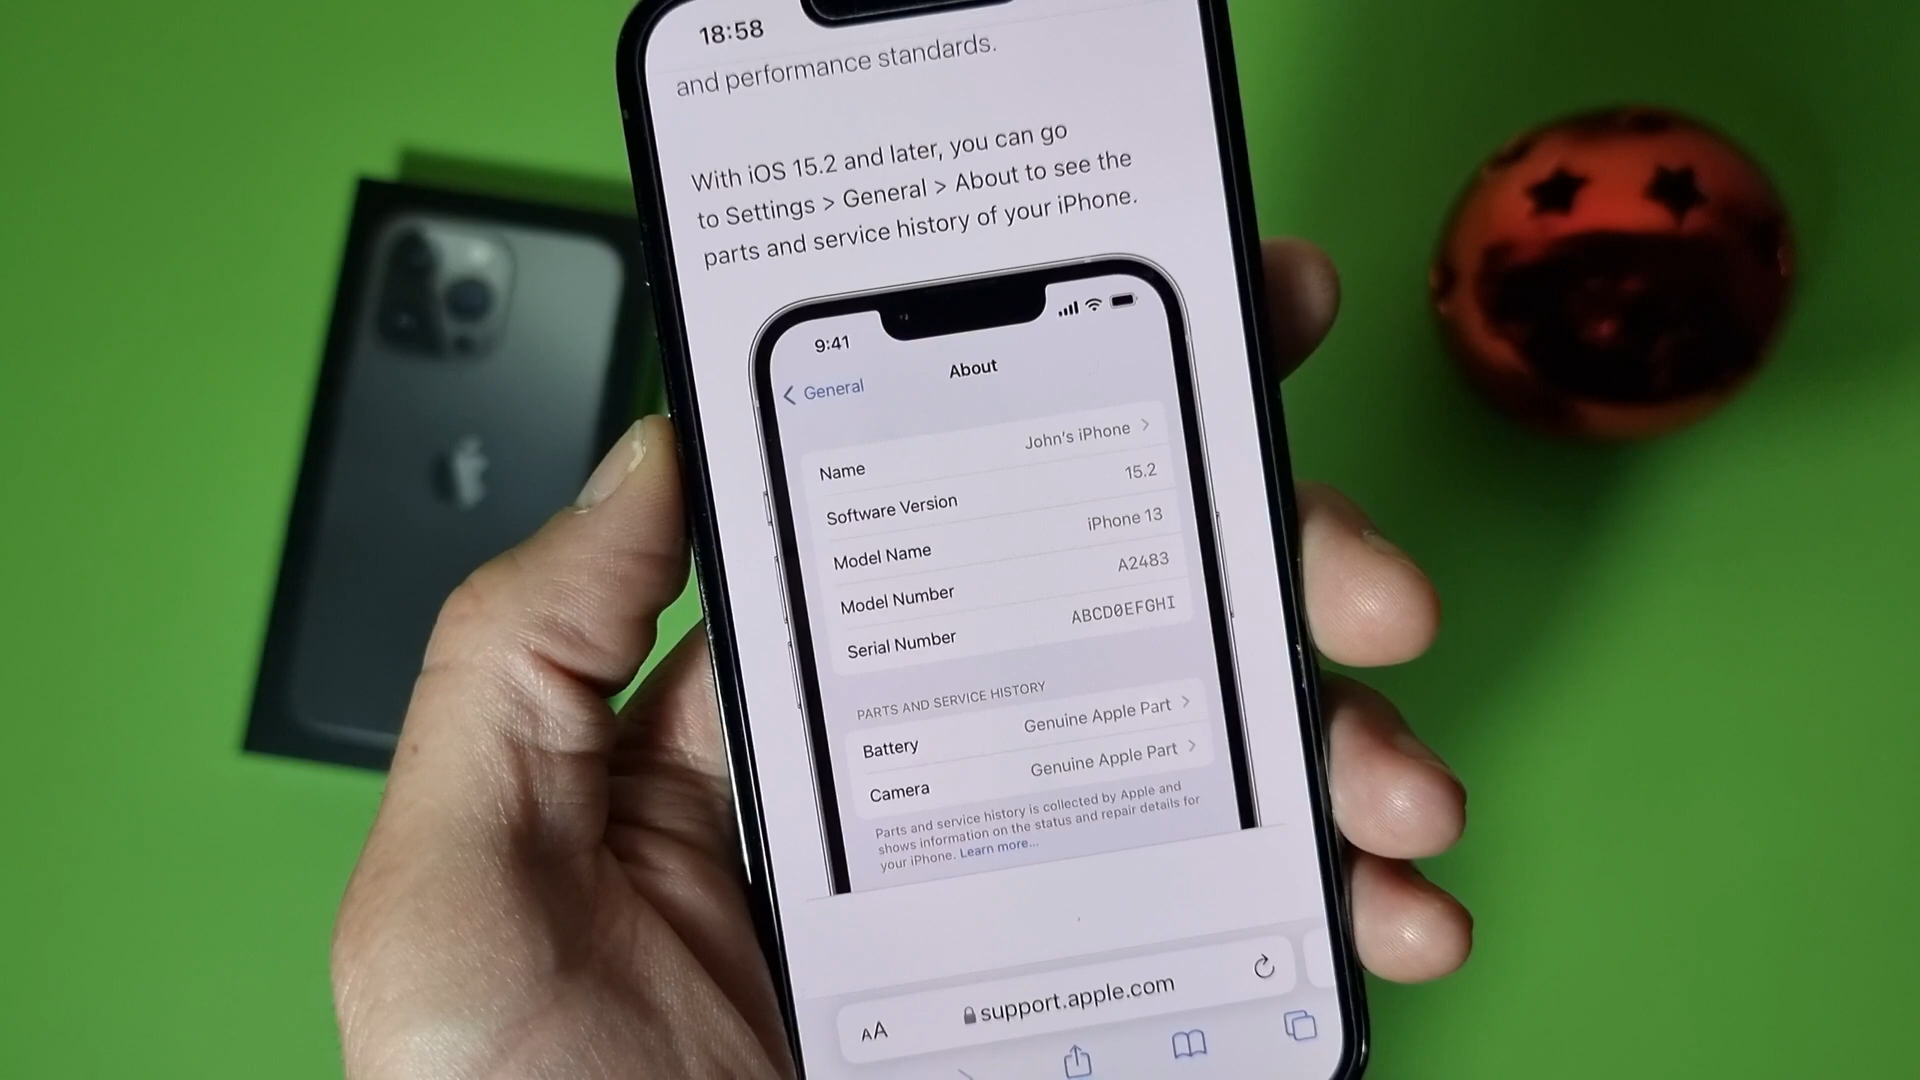 18:58
and performance standards.
With iOS 15.2 and later, you can go
to Settings > General > About to see the
parts and service history of your iPhone.
9:41
General
About
Name John's iPhone
Software Version 15.2
Model Name iPhone 13
Model Number A2483
Serial Number ABCD0EFGHI
PARTS AND SERVICE HISTORY
Battery Genuine Apple Part
Camera Genuine Apple Part
Parts and service history is collected by Apple and
shows information on the status and repair details for
your iPhone. Learn more...
AA support.apple.com